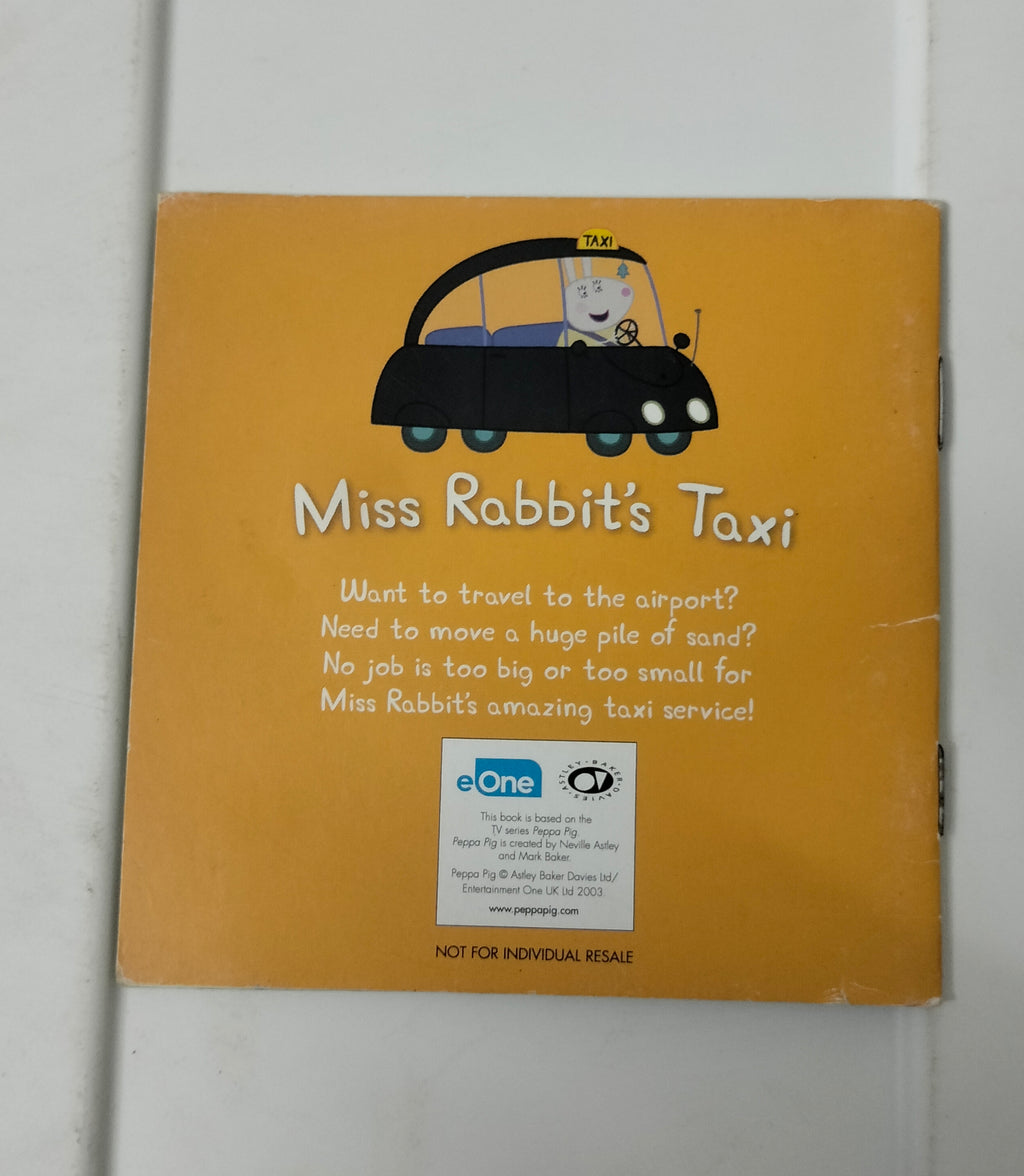 TAXI
Miss Rabbit's Taxi
Want to travel to the airport?
Need to move a huge pile of sand?
No job is too big or too small for
Miss Rabbit's amazing taxi service!
eOne
ASTLEY · BAKER · DAVIES ·
This book is based on the
TV series Peppa Pig.
Peppa Pig is created by Neville Astley
and Mark Baker.
Peppa Pig © Astley Baker Davies Ltd/
Entertainment One UK Ltd 2003.
www.peppapig.com
NOT FOR INDIVIDUAL RESALE